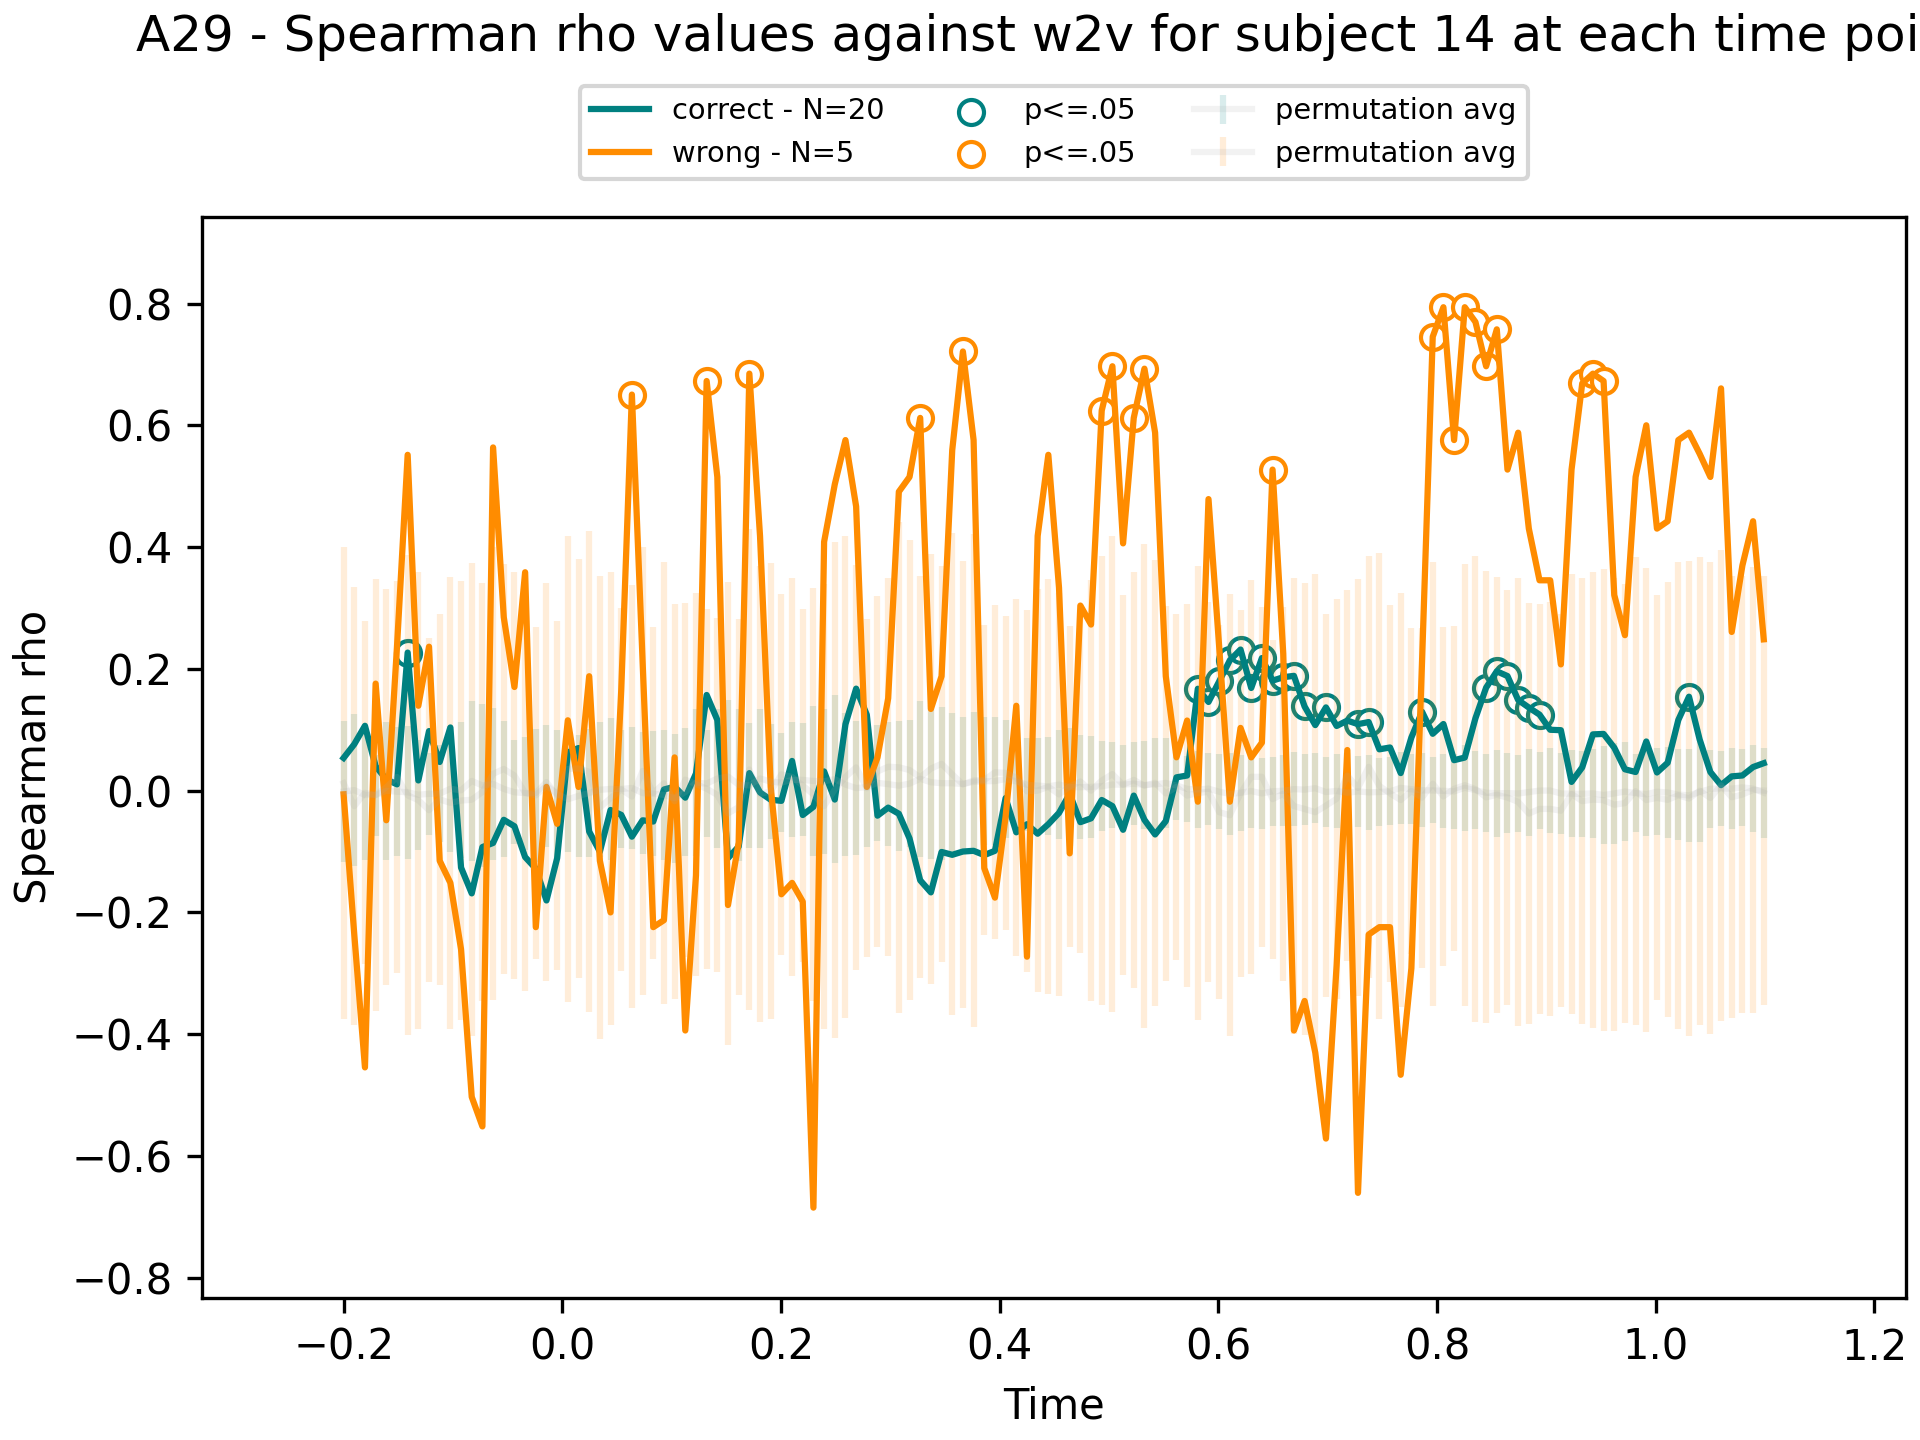 A29 - Spearman rho values against w2v for subject 14 at each time poi
correct - N=20 p<=.05 permutation avg
wrong - N=5 p<=.05 permutation avg
0.8
0.6
0.4
0.2
0.0
−0.2
−0.4
−0.6
−0.8
Spearman rho
−0.2 0.0 0.2 0.4 0.6 0.8 1.0 1.2
Time